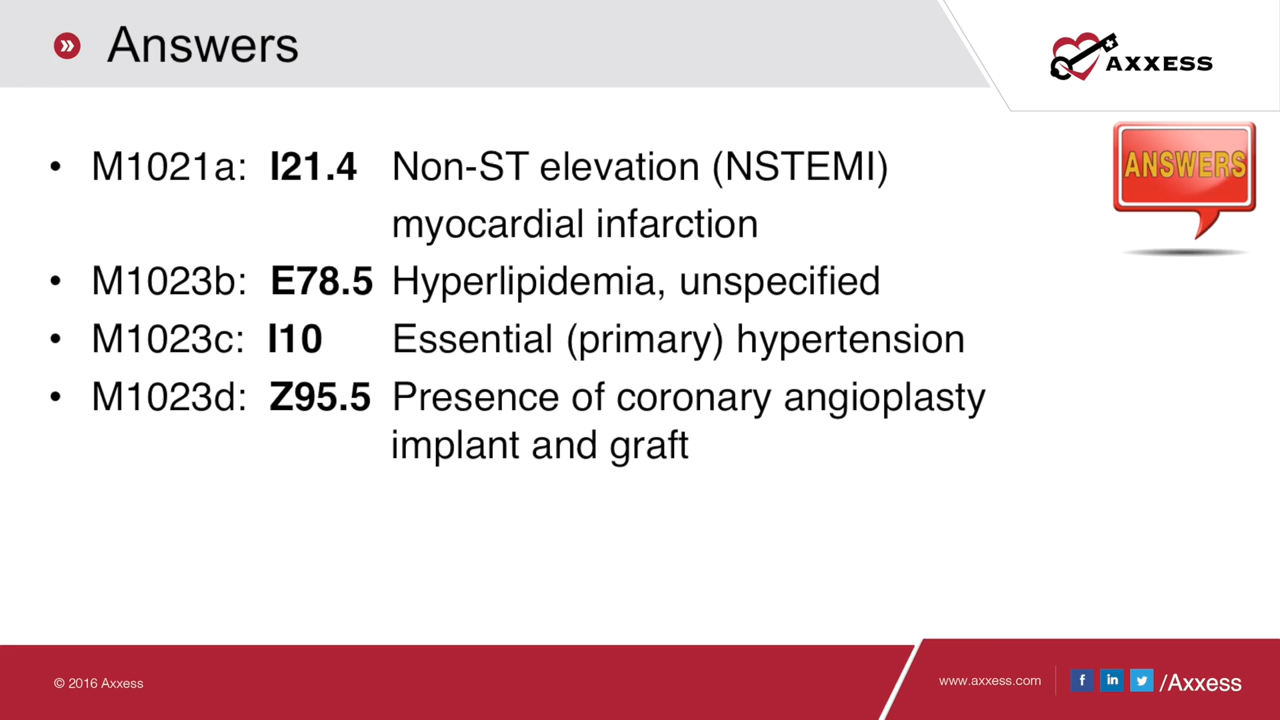 Answers
AXXESS
ANSWERS
• M1021a: I21.4 Non-ST elevation (NSTEMI)
myocardial infarction
• M1023b: E78.5 Hyperlipidemia, unspecified
• M1023c: I10 Essential (primary) hypertension
• M1023d: Z95.5 Presence of coronary angioplasty
implant and graft
© 2016 Axxess
www.axxess.com
f in /Axxess